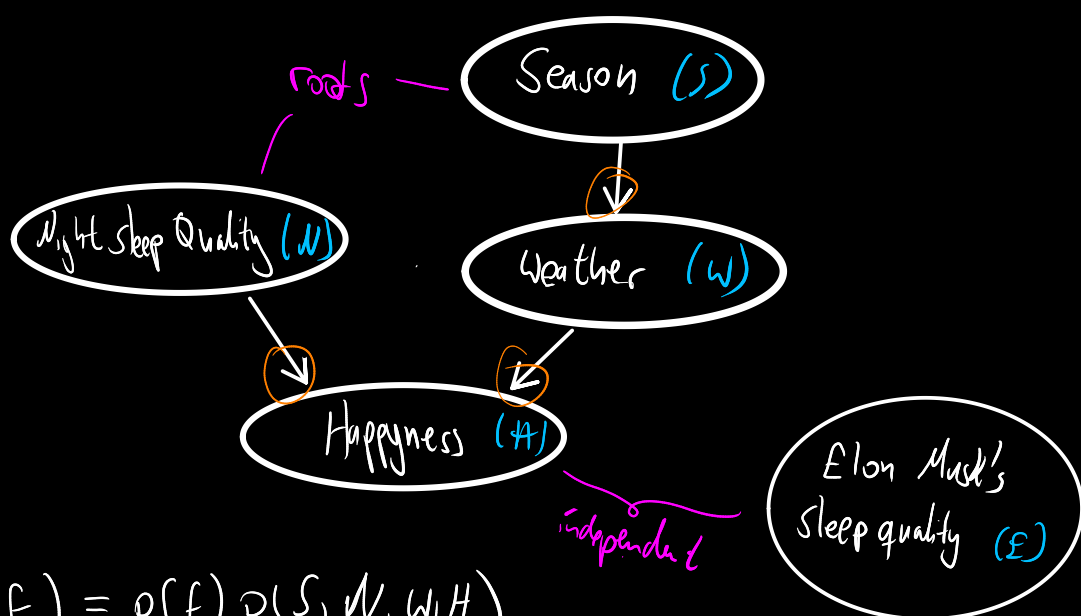 roots
Season (S)
Night Sleep Quality (N)
Weather (W)
Happyness (H)
independent
Elon Musk's
sleep quality (E)
E) = p(E) p(S, N, W, H)